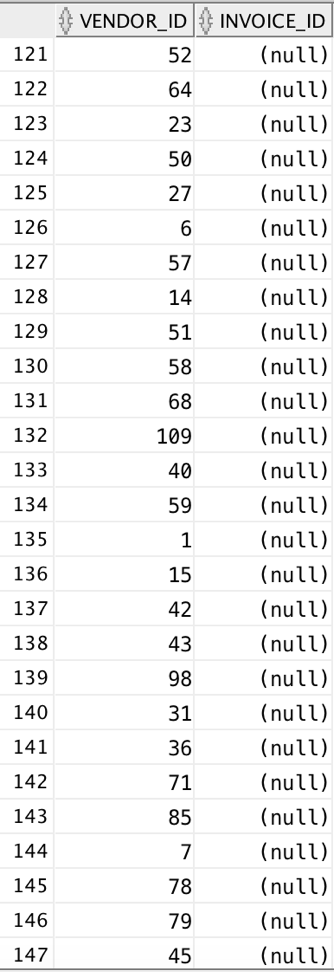 VENDOR_ID INVOICE_ID
121 52 (null)
122 64 (null)
123 23 (null)
124 50 (null)
125 27 (null)
126 6 (null)
127 57 (null)
128 14 (null)
129 51 (null)
130 58 (null)
131 68 (null)
132 109 (null)
133 40 (null)
134 59 (null)
135 1 (null)
136 15 (null)
137 42 (null)
138 43 (null)
139 98 (null)
140 31 (null)
141 36 (null)
142 71 (null)
143 85 (null)
144 7 (null)
145 78 (null)
146 79 (null)
147 45 (null)